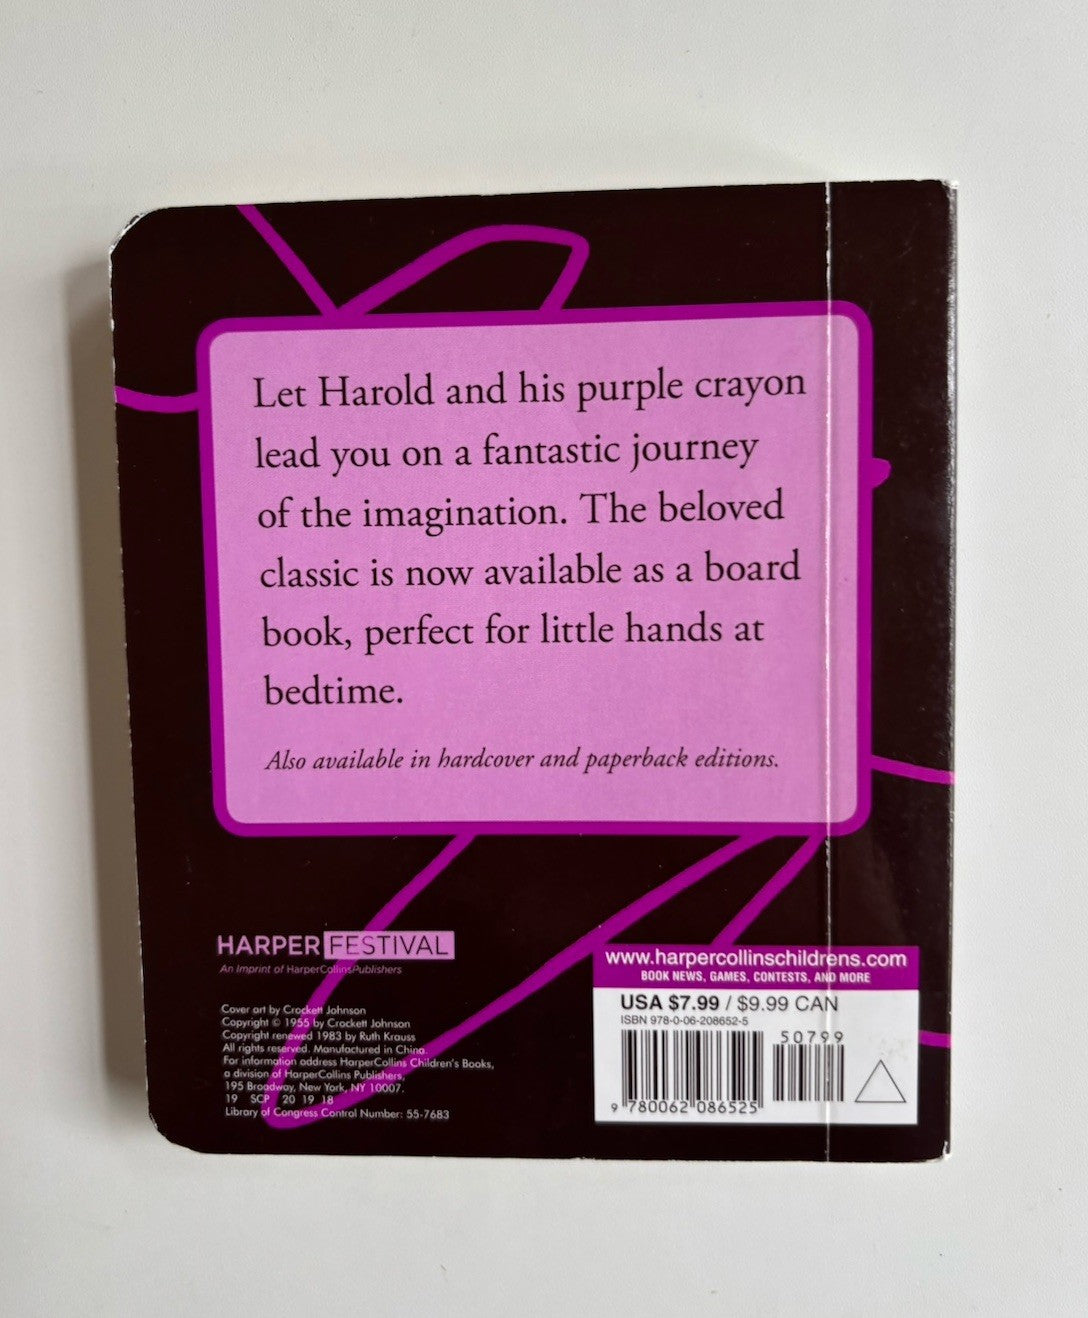 Let Harold and his purple crayon
lead you on a fantastic journey
of the imagination. The beloved
classic is now available as a board
book, perfect for little hands at
bedtime.
Also available in hardcover and paperback editions.
HARPER FESTIVAL
An Imprint of HarperCollinsPublishers
Cover art by Crockett Johnson
Copyright © 1955 by Crockett Johnson
Copyright renewed 1983 by Ruth Krauss
All rights reserved. Manufactured in China.
For information address HarperCollins Children's Books,
a division of HarperCollins Publishers,
195 Broadway, New York, NY 10007.
19 SCP 20 19 18
Library of Congress Control Number: 55-7683
www.harpercollinschildrens.com
BOOK NEWS, GAMES, CONTESTS, AND MORE
USA $7.99 / $9.99 CAN
ISBN 978-0-06-208652-5
50799
9 780062 086525